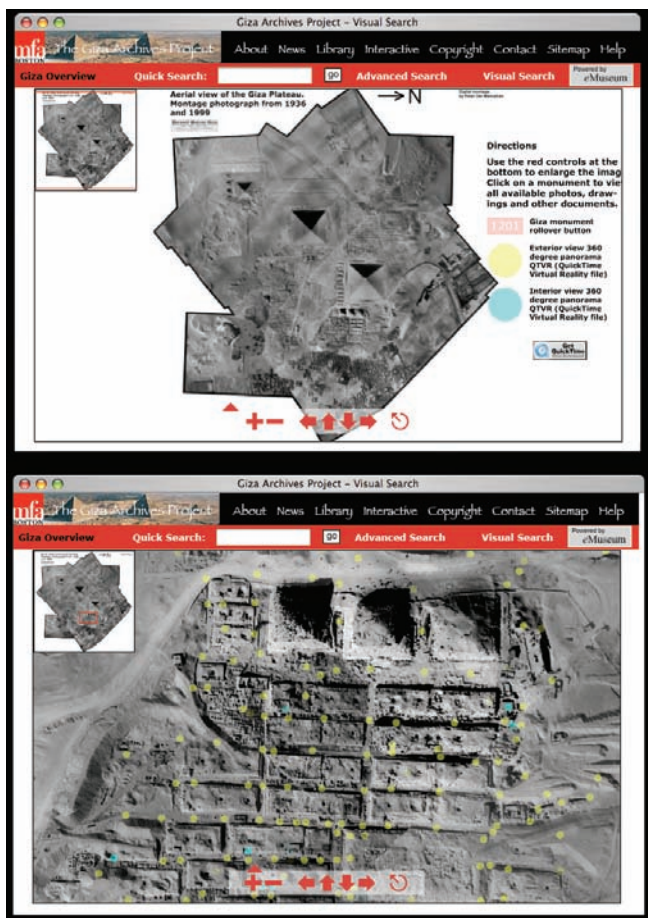 Giza Archives Project – Visual Search
mfa
BOSTON
The Giza Archives Project
About News Library Interactive Copyright Contact Sitemap Help
Giza Overview Quick Search: go Advanced Search Visual Search Powered by
eMuseum
Aerial view of the Giza Plateau.
Montage photograph from 1936
and 1999
N
Directions
Use the red controls at the
bottom to enlarge the imag
Click on a monument to vie
all available photos, draw-
ings and other documents.
1201
Giza monument
rollover button
Exterior view 360
degree panorama
QTVR (QuickTime
Virtual Reality file)
Interior view 360
degree panorama
QTVR (QuickTime
Virtual Reality file)
Get
QuickTime
Giza Archives Project – Visual Search
mfa
BOSTON
The Giza Archives Project
About News Library Interactive Copyright Contact Sitemap Help
Giza Overview Quick Search: go Advanced Search Visual Search Powered by
eMuseum